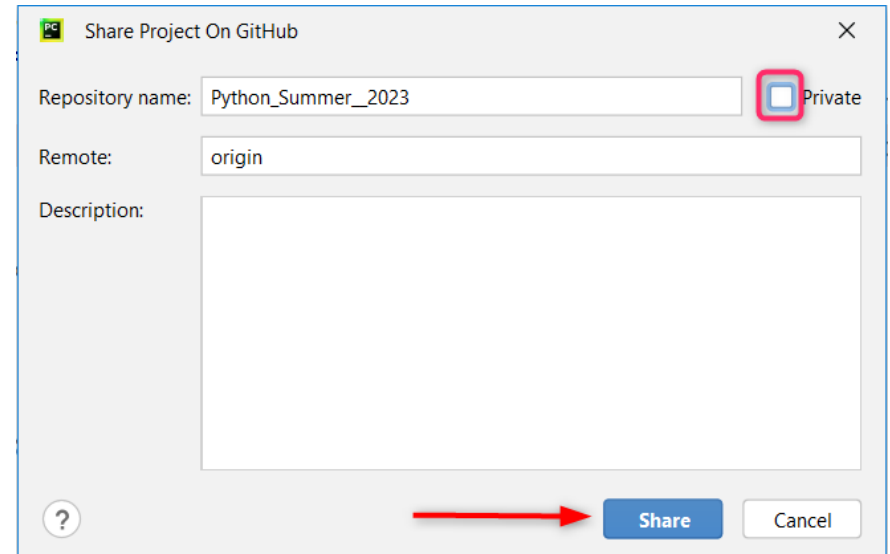 PC Share Project On GitHub
Repository name: Python_Summer__2023 Private
Remote: origin
Description:
? Share Cancel